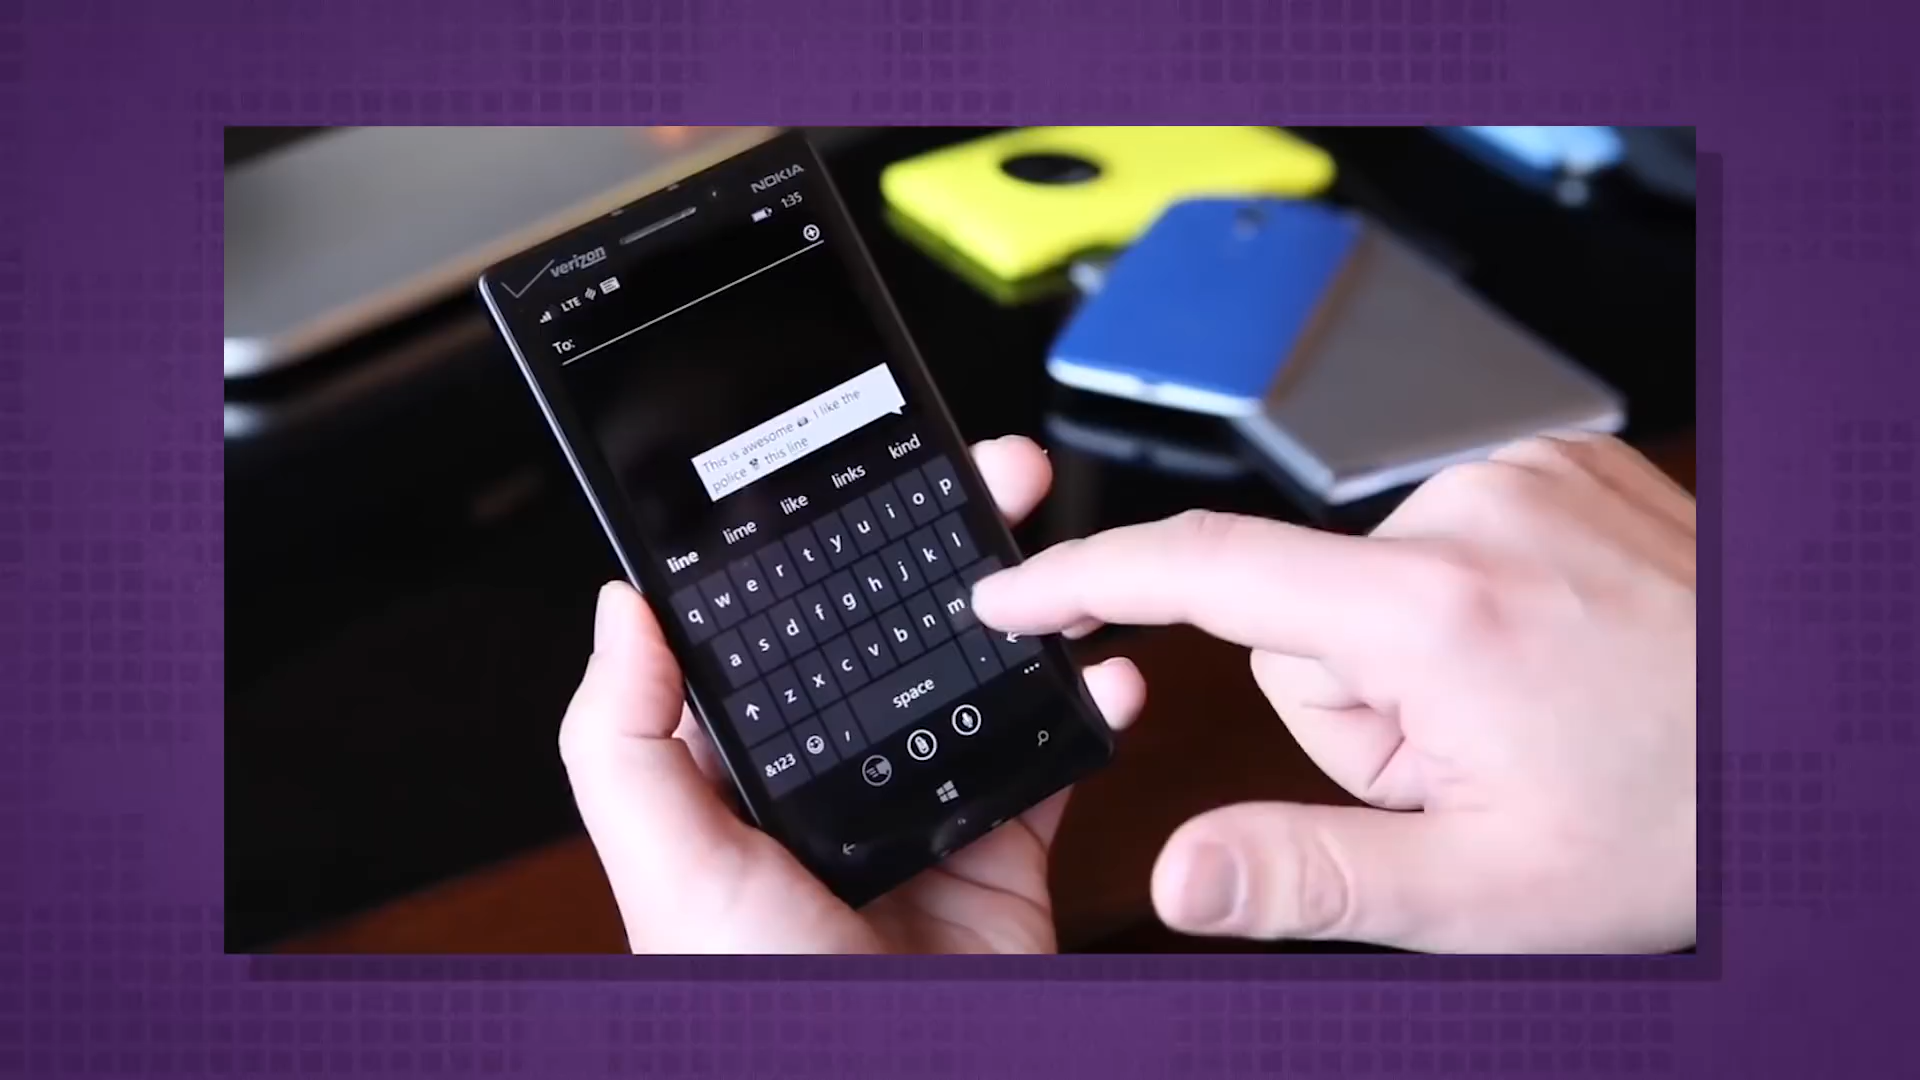 NOKIA
1:35
verizon
LTE
To:
This is awesome I like the
police this line
line lime like links kind
q w e r t y u i o p
a s d f g h j k l
z x c v b n m
&123 , space .